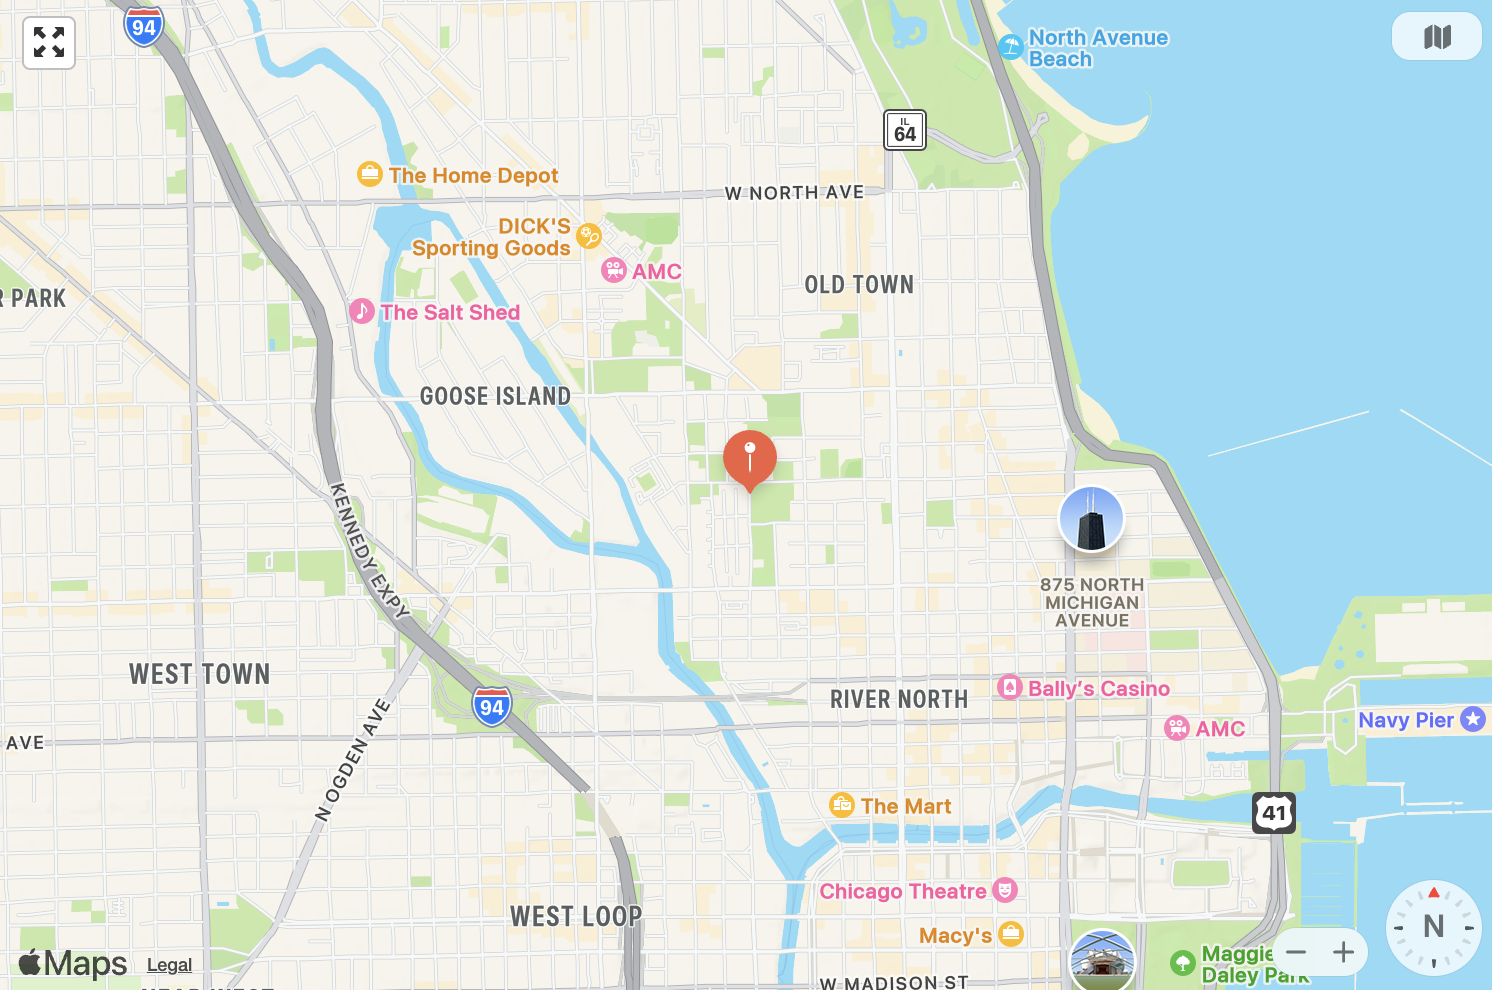 94
North Avenue
Beach
IL
64
The Home Depot
W NORTH AVE
DICK'S
Sporting Goods
AMC
OLD TOWN
R PARK
The Salt Shed
GOOSE ISLAND
KENNEDY EXPY
875 NORTH
MICHIGAN
AVENUE
WEST TOWN
94
RIVER NORTH
Bally's Casino
Navy Pier
AMC
AVE
N OGDEN AVE
The Mart
41
Chicago Theatre
WEST LOOP
Macy's
N
Maggie
Daley Park
Maps
Legal
W MADISON ST
NEAR WEST